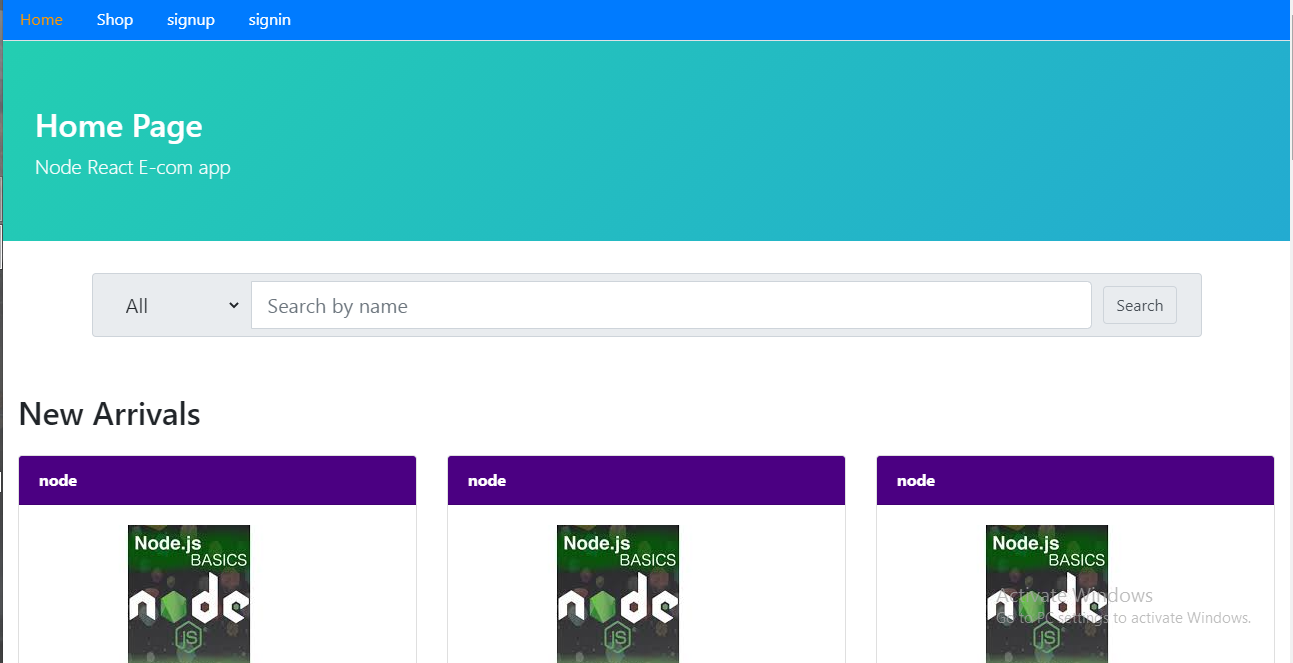 Home Shop signup signin
Home Page
Node React E-com app
All Search by name Search
New Arrivals
node node node
Node.js Node.js Node.js
BASICS BASICS BASICS
node node node
JS JS JS
Activate Windows
Go to PC settings to activate Windows.